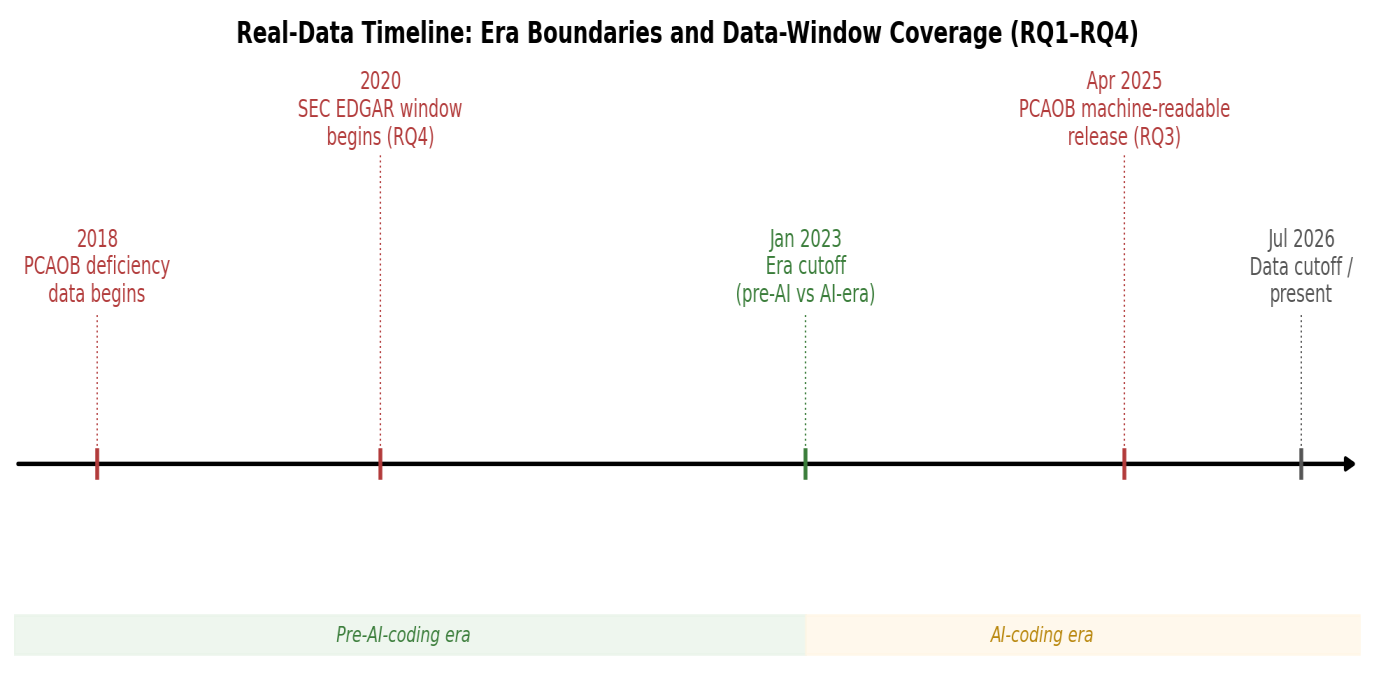 Real-Data Timeline: Era Boundaries and Data-Window Coverage (RQ1–RQ4)
2020
SEC EDGAR window
begins (RQ4)
Apr 2025
PCAOB machine-readable
release (RQ3)
2018
PCAOB deficiency
data begins
Jan 2023
Era cutoff
(pre-AI vs AI-era)
Jul 2026
Data cutoff /
present
Pre-AI-coding era
AI-coding era